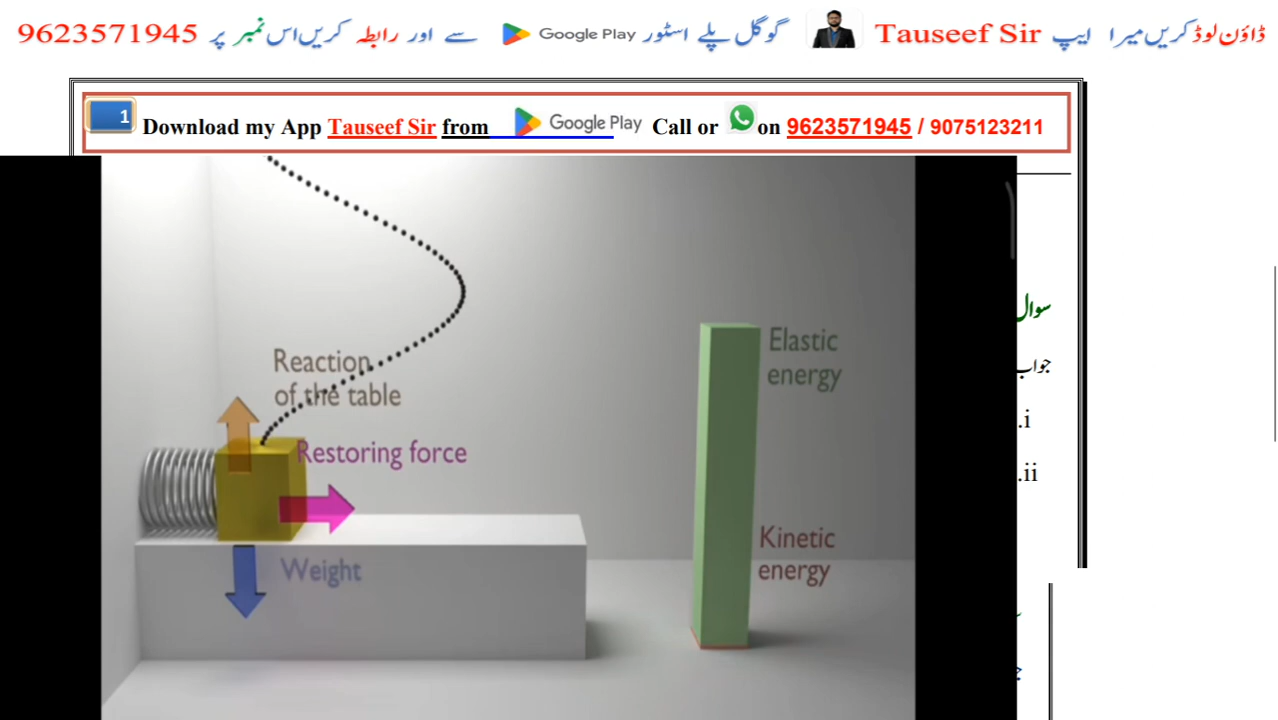 ڈاؤن لوڈ کریں میرا ایپ Tauseef Sir گوگل پلے اسٹور Google Play سے اور رابطہ کریں اس نمبر پر 9623571945
1
Download my App Tauseef Sir from Google Play Call or on 9623571945 / 9075123211
سوال
جواب
.i
.ii
Reaction
of the table
Restoring force
Weight
Elastic
energy
Kinetic
energy